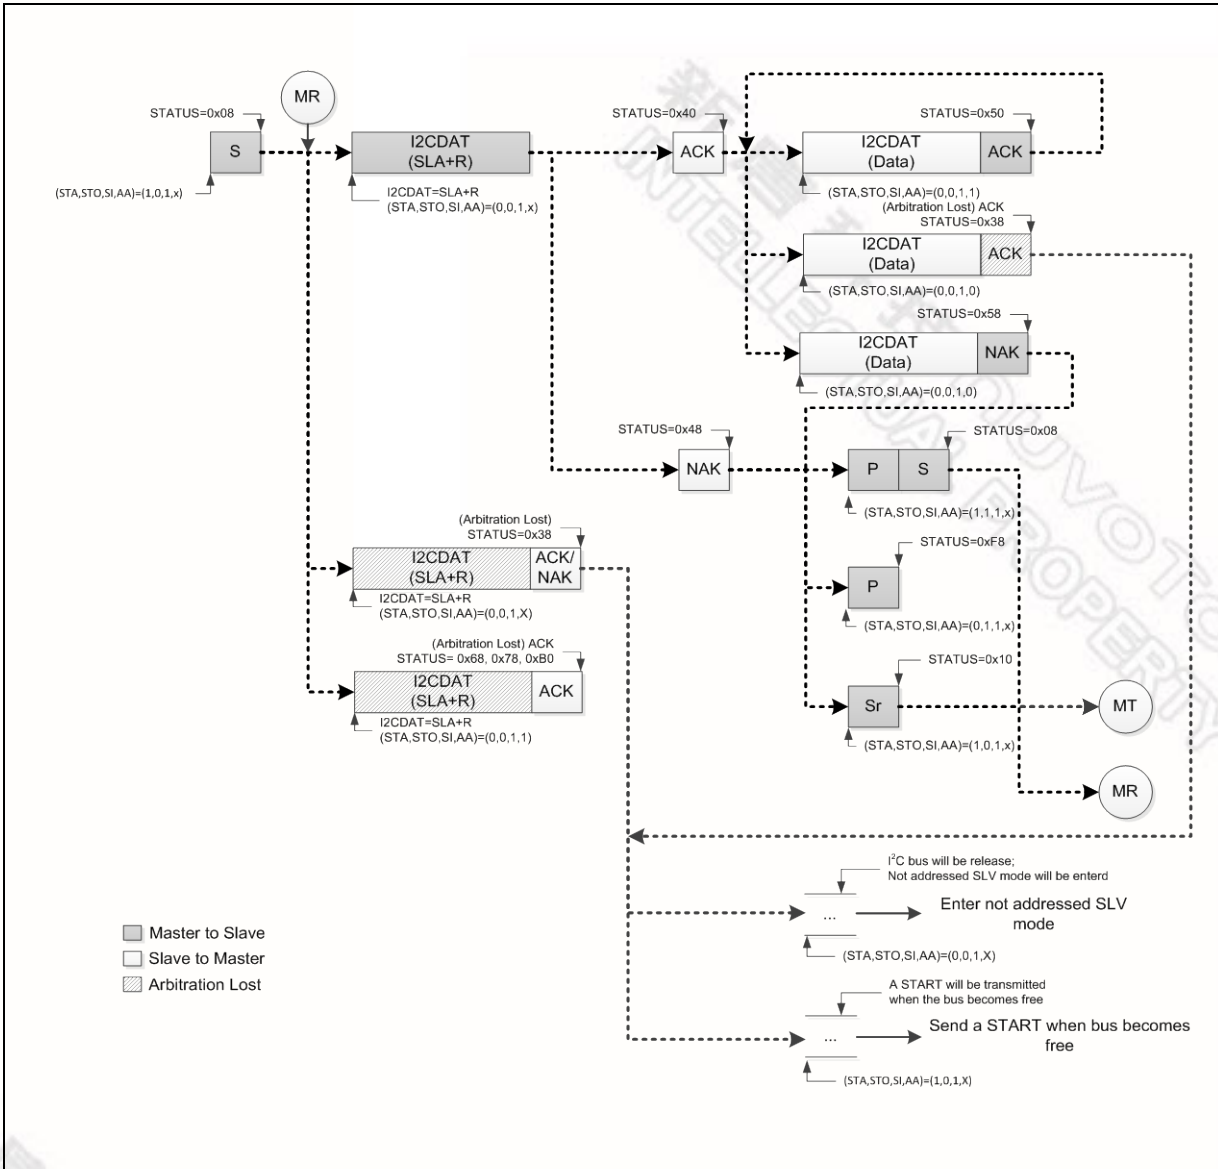 MR
STATUS=0x08
STATUS=0x40
STATUS=0x50
S
I2CDAT
(SLA+R)
ACK
I2CDAT
(Data)
ACK
(STA,STO,SI,AA)=(1,0,1,x)
I2CDAT=SLA+R
(STA,STO,SI,AA)=(0,0,1,x)
(STA,STO,SI,AA)=(0,0,1,1)
(Arbitration Lost) ACK
STATUS=0x38
I2CDAT
(Data)
ACK
(STA,STO,SI,AA)=(0,0,1,0)
STATUS=0x58
I2CDAT
(Data)
NAK
(STA,STO,SI,AA)=(0,0,1,0)
STATUS=0x48
STATUS=0x08
NAK
P
S
(STA,STO,SI,AA)=(1,1,1,x)
(Arbitration Lost)
STATUS=0x38
I2CDAT
(SLA+R)
ACK/
NAK
I2CDAT=SLA+R
(STA,STO,SI,AA)=(0,0,1,X)
STATUS=0xF8
P
(STA,STO,SI,AA)=(0,1,1,x)
(Arbitration Lost) ACK
STATUS= 0x68, 0x78, 0xB0
I2CDAT
(SLA+R)
ACK
I2CDAT=SLA+R
(STA,STO,SI,AA)=(0,0,1,1)
STATUS=0x10
Sr
MT
(STA,STO,SI,AA)=(1,0,1,x)
MR
I²C bus will be release;
Not addressed SLV mode will be enterd
...
Enter not addressed SLV
mode
(STA,STO,SI,AA)=(0,0,1,X)
Master to Slave
Slave to Master
Arbitration Lost
A START will be transmitted
when the bus becomes free
...
Send a START when bus becomes
free
(STA,STO,SI,AA)=(1,0,1,X)
INTELLECTUAL PROPERTY